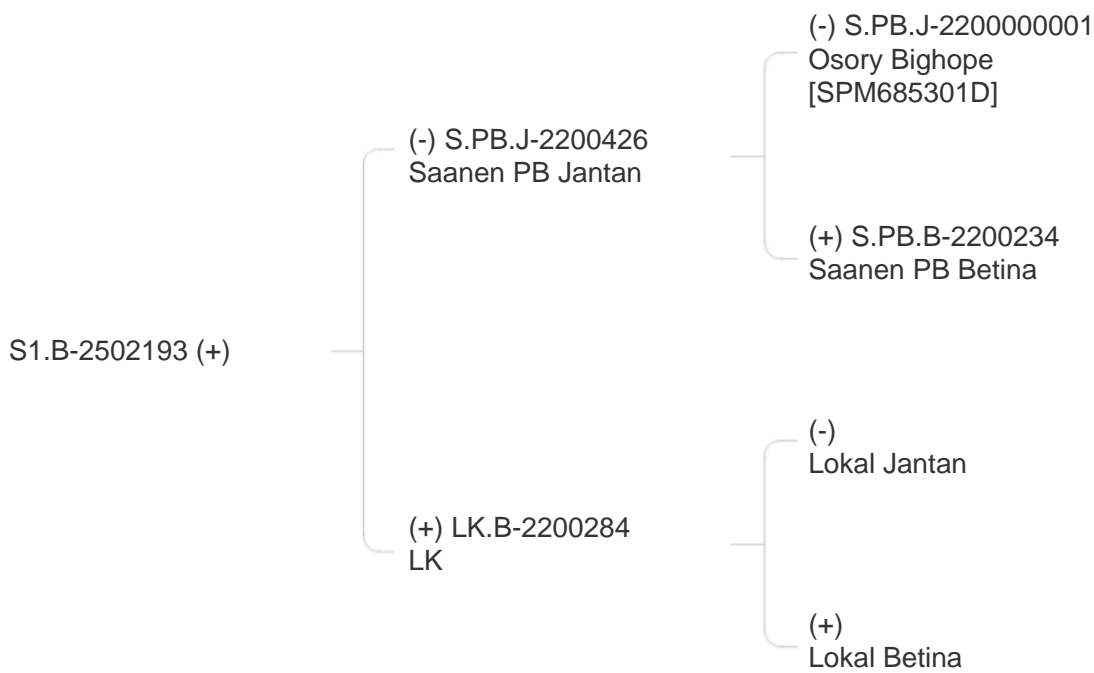 (-) S.PB.J-2200000001
Osory Bighope
[SPM685301D]
(-) S.PB.J-2200426
Saanen PB Jantan
(+) S.PB.B-2200234
Saanen PB Betina
S1.B-2502193 (+)
(-)
Lokal Jantan
(+) LK.B-2200284
LK
(+)
Lokal Betina